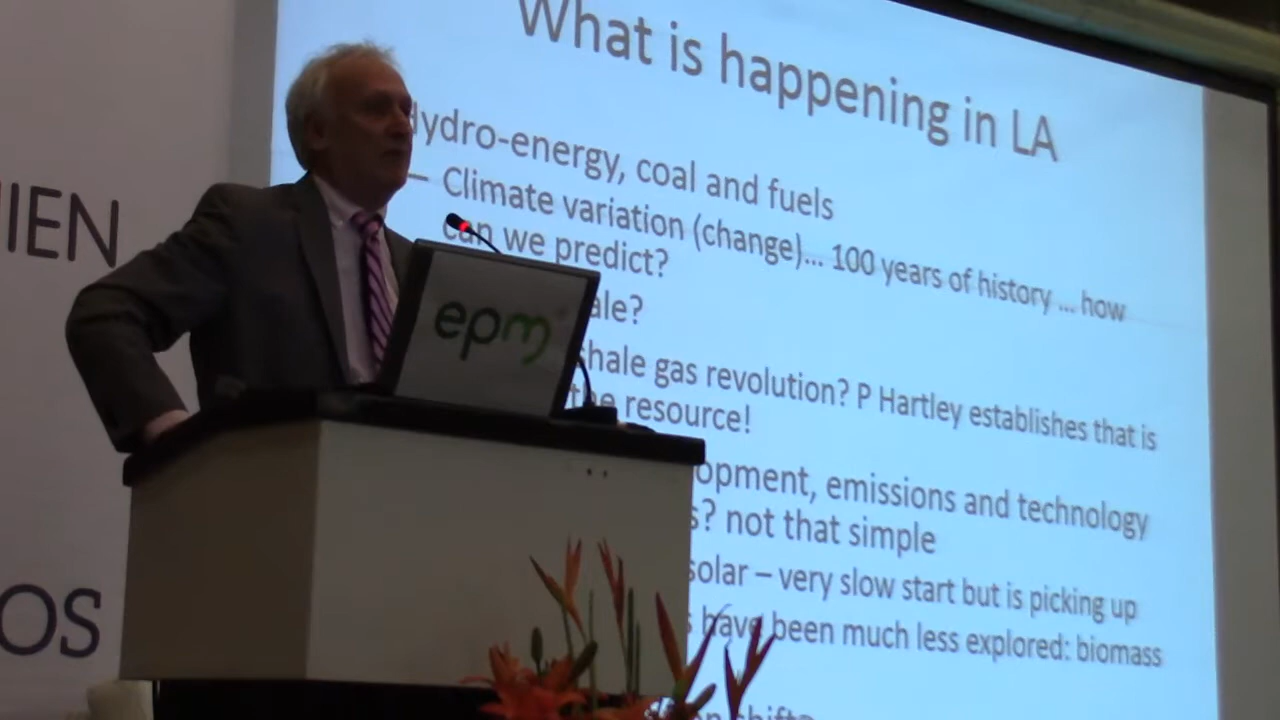 What is happening in LA
Hydro-energy, coal and fuels
– Climate variation (change)... 100 years of history ... how
can we predict?
ale?
shale gas revolution? P Hartley establishes that is
the resource!
opment, emissions and technology
s? not that simple
solar – very slow start but is picking up
s have been much less explored: biomass
epm
IEN
OS